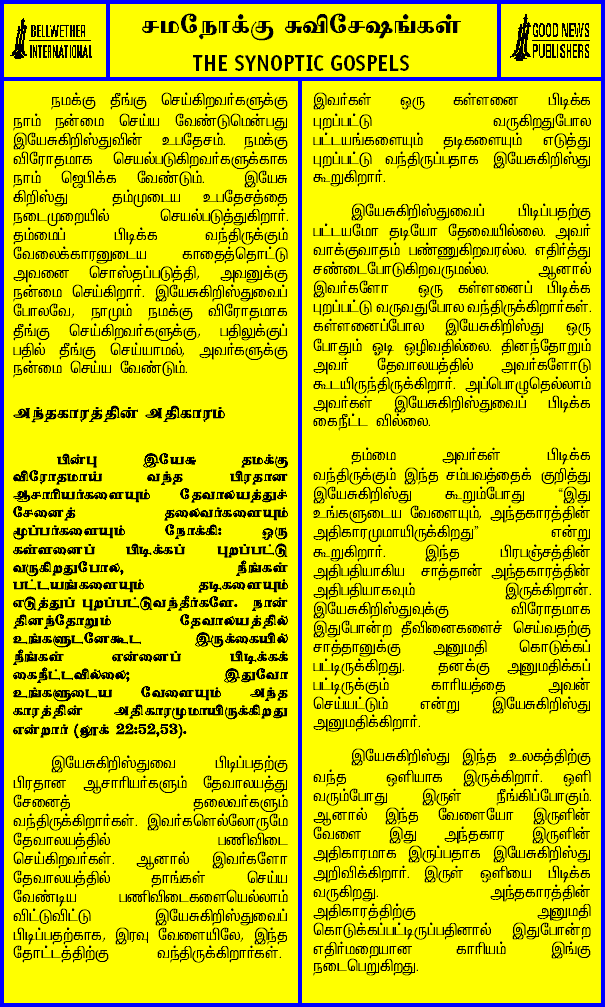 BELLWETHER
INTERNATIONAL
சமநோக்கு சுவிசேஷங்கள்
THE SYNOPTIC GOSPELS
GOOD NEWS
PUBLISHERS
நமக்கு தீங்கு செய்கிறவர்களுக்கு
நாம் நன்மை செய்ய வேண்டுமென்பது
இயேசுகிறிஸ்துவின் உபதேசம். நமக்கு
விரோதமாக செயல்படுகிறவர்களுக்காக
நாம் ஜெபிக்க வேண்டும். இயேசு
கிறிஸ்து தம்முடைய உபதேசத்தை
நடைமுறையில் செயல்படுத்துகிறார்.
தம்மைப் பிடிக்க வந்திருக்கும்
வேலைக்காரனுடைய காதைத்தொட்டு
அவனை சொஸ்தப்படுத்தி, அவனுக்கு
நன்மை செய்கிறார். இயேசுகிறிஸ்துவைப்
போலவே, நாமும் நமக்கு விரோதமாக
தீங்கு செய்கிறவர்களுக்கு, பதிலுக்குப்
பதில் தீங்கு செய்யாமல், அவர்களுக்கு
நன்மை செய்ய வேண்டும்.
அந்தகாரத்தின் அதிகாரம்
பின்பு இயேசு தமக்கு
விரோதமாய் வந்த பிரதான
ஆசாரியர்களையும் தேவாலயத்துச்
சேனைத் தலைவர்களையும்
மூப்பர்களையும் நோக்கி: ஒரு
கள்ளனைப் பிடிக்கப் புறப்பட்டு
வருகிறதுபோல, நீங்கள்
பட்டயங்களையும் தடிகளையும்
எடுத்துப் புறப்பட்டுவந்தீர்களே. நான்
தினந்தோறும் தேவாலயத்தில்
உங்களுடனேகூட இருக்கையில்
நீங்கள் என்னைப் பிடிக்கக்
கைநீட்டவில்லை; இதுவோ
உங்களுடைய வேளையும் அந்த
காரத்தின் அதிகாரமுமாயிருக்கிறது
என்றார் (லூக் 22:52,53).
இயேசுகிறிஸ்துவை பிடிப்பதற்கு
பிரதான ஆசாரியர்களும் தேவாலயத்து
சேனைத் தலைவர்களும்
வந்திருக்கிறார்கள். இவர்களெல்லோருமே
தேவாலயத்தில் பணிவிடை
செய்கிறவர்கள். ஆனால் இவர்களோ
தேவாலயத்தில் தாங்கள் செய்ய
வேண்டிய பணிவிடைகளையெல்லாம்
விட்டுவிட்டு இயேசுகிறிஸ்துவைப்
பிடிப்பதற்காக, இரவு வேளையிலே, இந்த
தோட்டத்திற்கு வந்திருக்கிறார்கள்.
இவர்கள் ஒரு கள்ளனை பிடிக்க
புறப்பட்டு வருகிறதுபோல
பட்டயங்களையும் தடிகளையும் எடுத்து
புறப்பட்டு வந்திருப்பதாக இயேசுகிறிஸ்து
கூறுகிறார்.
இயேசுகிறிஸ்துவைப் பிடிப்பதற்கு
பட்டயமோ தடியோ தேவையில்லை. அவர்
வாக்குவாதம் பண்ணுகிறவரல்ல. எதிர்த்து
சண்டைபோடுகிறவருமல்ல. ஆனால்
இவர்களோ ஒரு கள்ளனைப் பிடிக்க
புறப்பட்டு வருவதுபோல வந்திருக்கிறார்கள்.
கள்ளனைப்போல இயேசுகிறிஸ்து ஒரு
போதும் ஓடி ஒழிவதில்லை. தினந்தோறும்
அவர் தேவாலயத்தில் அவர்களோடு
கூடயிருந்திருக்கிறார். அப்பொழுதெல்லாம்
அவர்கள் இயேசுகிறிஸ்துவைப் பிடிக்க
கைநீட்ட வில்லை.
தம்மை அவர்கள் பிடிக்க
வந்திருக்கும் இந்த சம்பவத்தைக் குறித்து
இயேசுகிறிஸ்து கூறும்போது "இது
உங்களுடைய வேளையும், அந்தகாரத்தின்
அதிகாரமுமாயிருக்கிறது" என்று
கூறுகிறார். இந்த பிரபஞ்சத்தின்
அதிபதியாகிய சாத்தான் அந்தகாரத்தின்
அதிபதியாகவும் இருக்கிறான்.
இயேசுகிறிஸ்துவுக்கு விரோதமாக
இதுபோன்ற தீவினைகளைச் செய்வதற்கு
சாத்தானுக்கு அனுமதி கொடுக்கப்
பட்டிருக்கிறது. தனக்கு அனுமதிக்கப்
பட்டிருக்கும் காரியத்தை அவன்
செய்யட்டும் என்று இயேசுகிறிஸ்து
அனுமதிக்கிறார்.
இயேசுகிறிஸ்து இந்த உலகத்திற்கு
வந்த ஒளியாக இருக்கிறார். ஒளி
வரும்போது இருள் நீங்கிப்போகும்.
ஆனால் இந்த வேளையோ இருளின்
வேளை இது அந்தகார இருளின்
அதிகாரமாக இருப்பதாக இயேசுகிறிஸ்து
அறிவிக்கிறார். இருள் ஒளியை பிடிக்க
வருகிறது. அந்தகாரத்தின்
அதிகாரத்திற்கு அனுமதி
கொடுக்கப்பட்டிருப்பதினால் இதுபோன்ற
எதிர்மறையான காரியம் இங்கு
நடைபெறுகிறது.